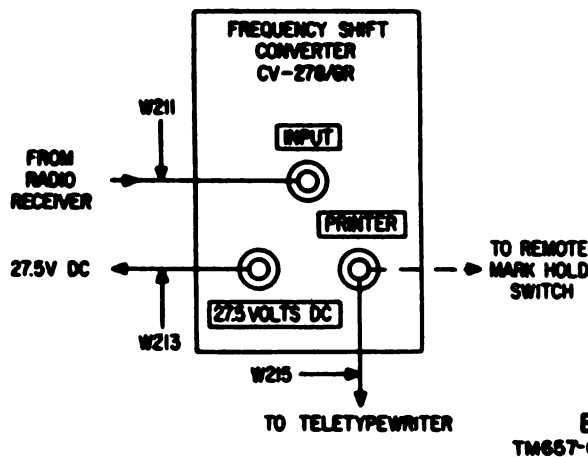 FREQUENCY SHIFT
CONVERTER
CV-278/GR
W211
INPUT
FROM
RADIO
RECEIVER
PRINTER
27.5V DC
TO REMOTE
MARK HOLD
SWITCH
27.5 VOLTS DC
W213
W215
TO TELETYPEWRITER
TM657-